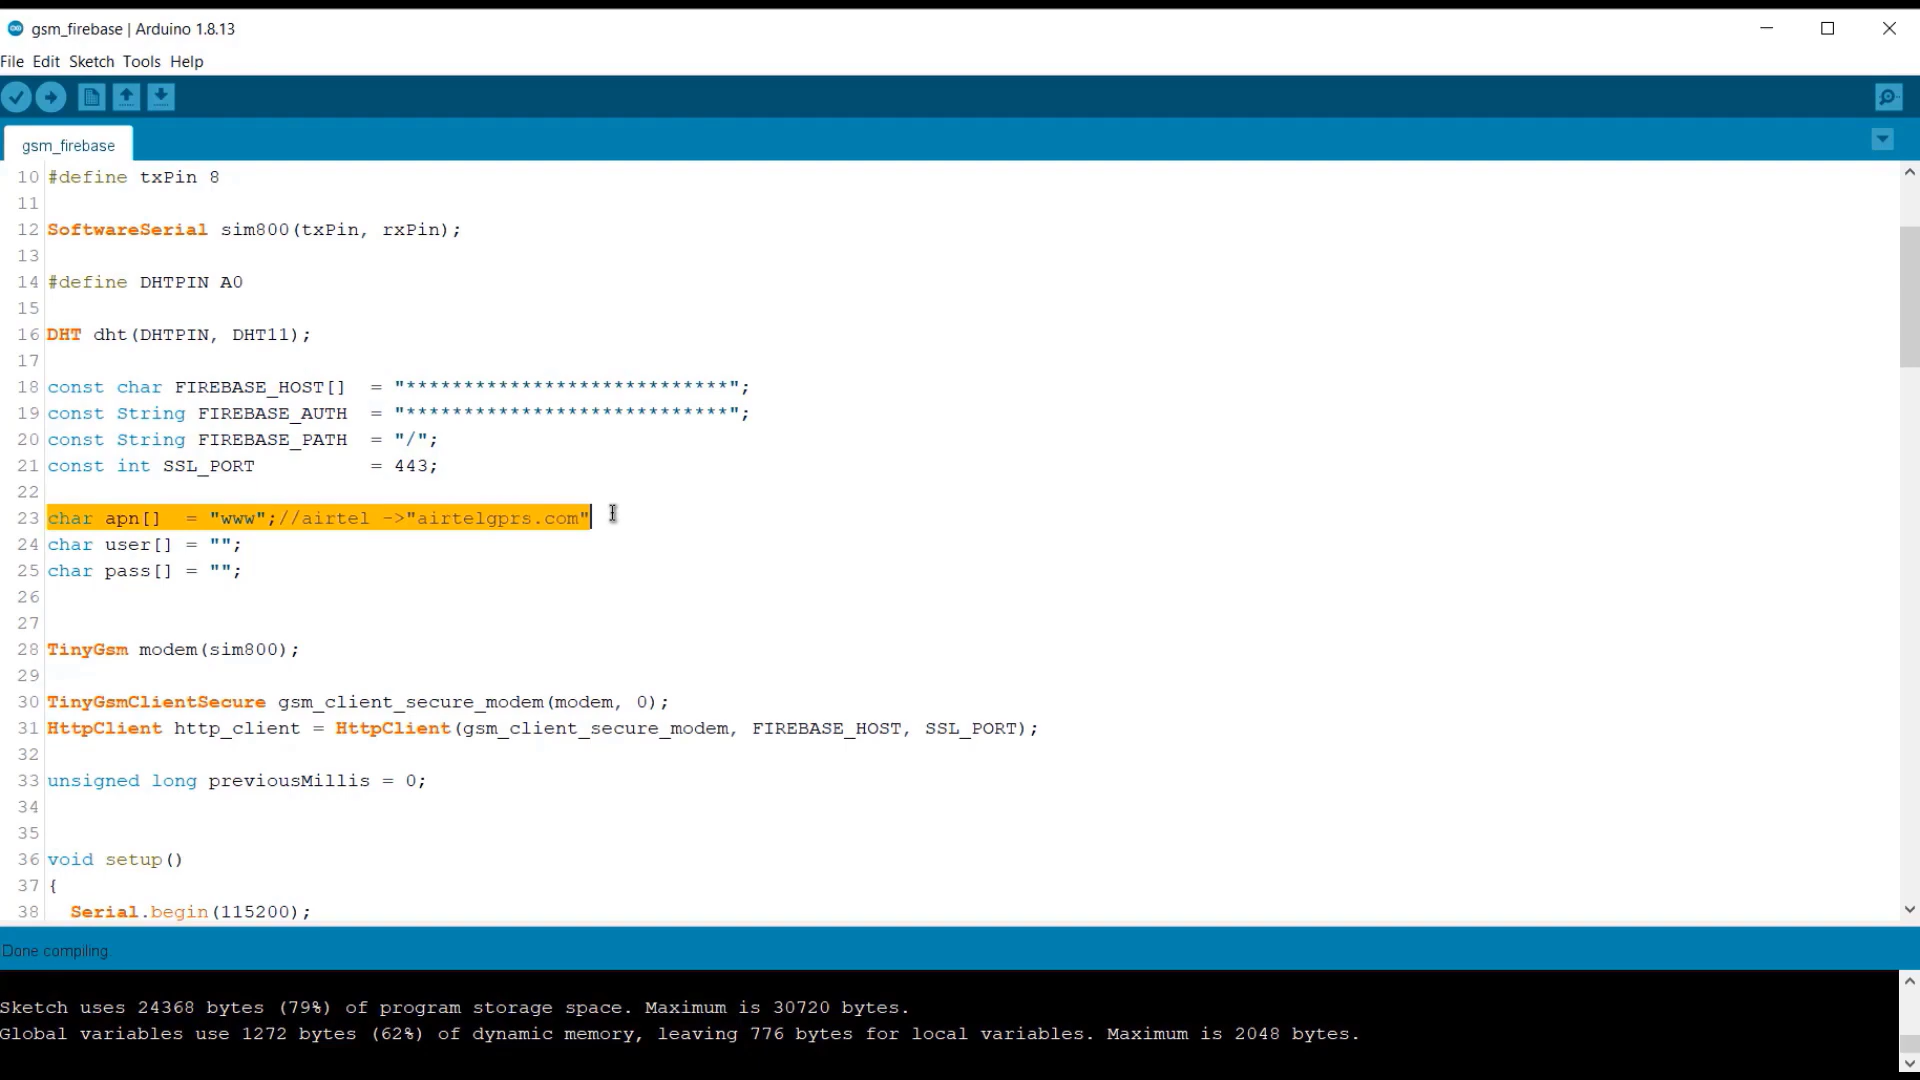 gsm_firebase | Arduino 1.8.13
File Edit Sketch Tools Help
gsm_firebase
10 #define txPin 8
11
12 SoftwareSerial sim800(txPin, rxPin);
13
14 #define DHTPIN A0
15
16 DHT dht(DHTPIN, DHT11);
17
18 const char FIREBASE_HOST[]  = "****************************";
19 const String FIREBASE_AUTH  = "****************************";
20 const String FIREBASE_PATH  = "/";
21 const int SSL_PORT          = 443;
22
23 char apn[]  = "www";//airtel ->"airtelgprs.com"
24 char user[] = "";
25 char pass[] = "";
26
27
28 TinyGsm modem(sim800);
29
30 TinyGsmClientSecure gsm_client_secure_modem(modem, 0);
31 HttpClient http_client = HttpClient(gsm_client_secure_modem, FIREBASE_HOST, SSL_PORT);
32
33 unsigned long previousMillis = 0;
34
35
36 void setup()
37 {
38   Serial.begin(115200);
Done compiling
Sketch uses 24368 bytes (79%) of program storage space. Maximum is 30720 bytes.
Global variables use 1272 bytes (62%) of dynamic memory, leaving 776 bytes for local variables. Maximum is 2048 bytes.